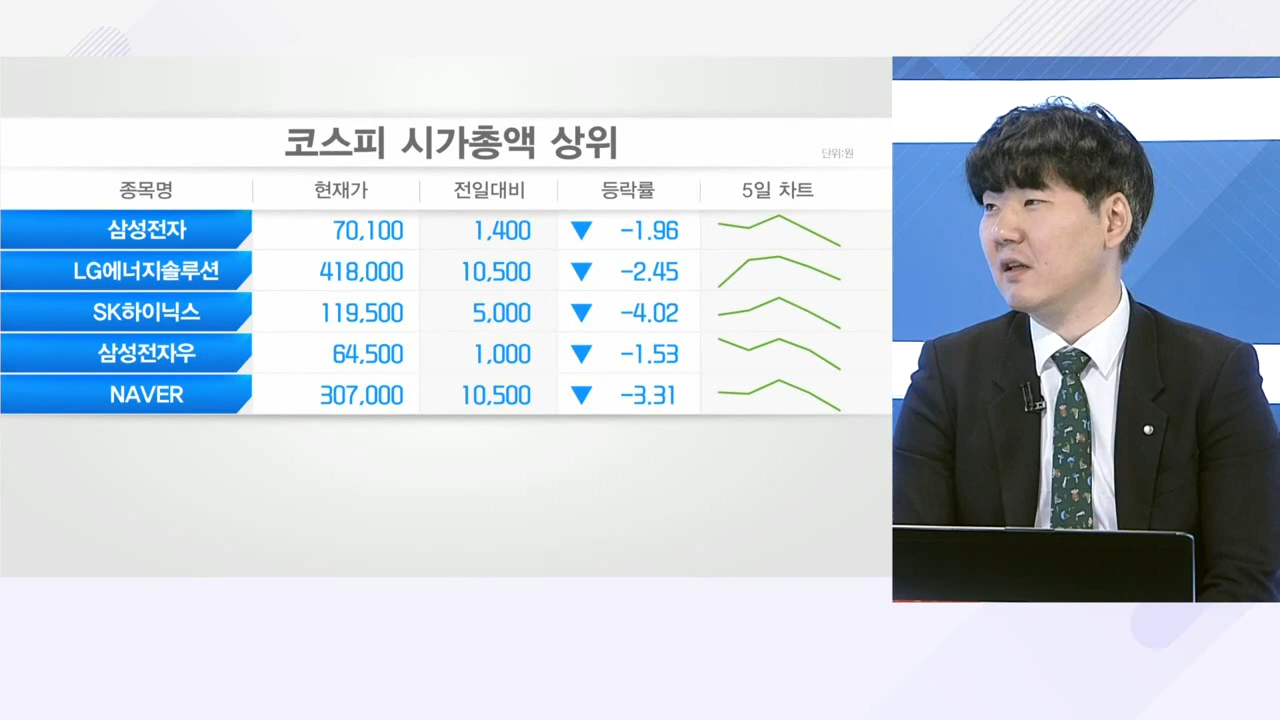 코스피 시가총액 상위
단위:원
종목명 현재가 전일대비 등락률 5일 차트
삼성전자 70,100 1,400 ▼ -1.96
LG에너지솔루션 418,000 10,500 ▼ -2.45
SK하이닉스 119,500 5,000 ▼ -4.02
삼성전자우 64,500 1,000 ▼ -1.53
NAVER 307,000 10,500 ▼ -3.31